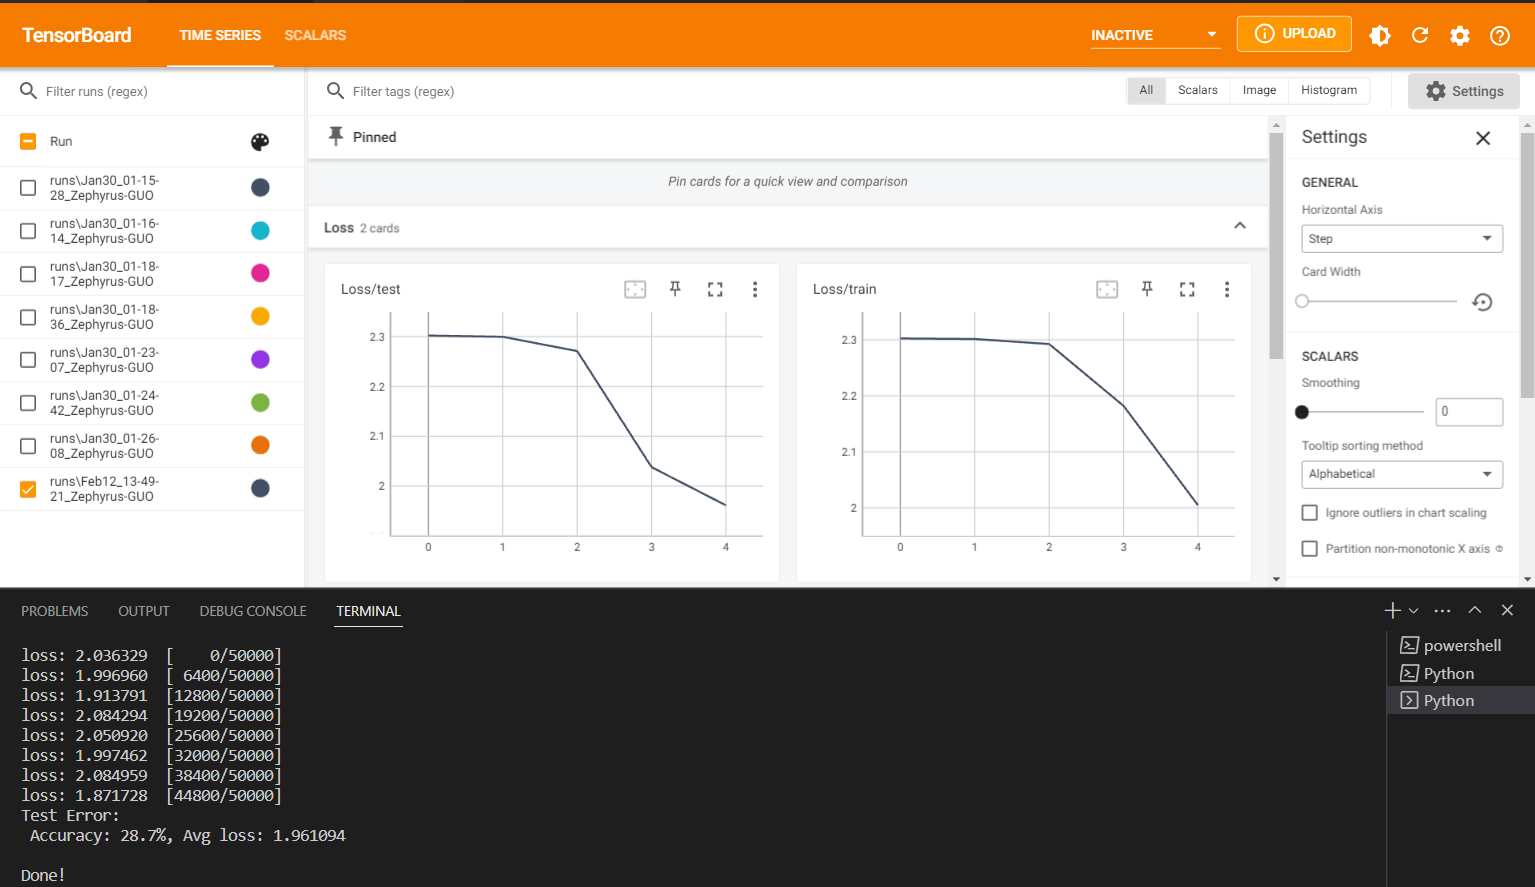 TensorBoard TIME SERIES SCALARS INACTIVE UPLOAD
Filter runs (regex)
Filter tags (regex)
All Scalars Image Histogram Settings
Run
runs\Jan30_01-15-
28_Zephyrus-GUO
runs\Jan30_01-16-
14_Zephyrus-GUO
runs\Jan30_01-18-
17_Zephyrus-GUO
runs\Jan30_01-18-
36_Zephyrus-GUO
runs\Jan30_01-23-
07_Zephyrus-GUO
runs\Jan30_01-24-
42_Zephyrus-GUO
runs\Jan30_01-26-
08_Zephyrus-GUO
runs\Feb12_13-49-
21_Zephyrus-GUO
Pinned
Pin cards for a quick view and comparison
Loss 2 cards
Loss/test
2.3
2.2
2.1
2
0 1 2 3 4
Loss/train
2.3
2.2
2.1
2
0 1 2 3 4
Settings
GENERAL
Horizontal Axis
Step
Card Width
SCALARS
Smoothing
0
Tooltip sorting method
Alphabetical
Ignore outliers in chart scaling
Partition non-monotonic X axis
PROBLEMS OUTPUT DEBUG CONSOLE TERMINAL
loss: 2.036329 [ 0/50000]
loss: 1.996960 [ 6400/50000]
loss: 1.913791 [12800/50000]
loss: 2.084294 [19200/50000]
loss: 2.050920 [25600/50000]
loss: 1.997462 [32000/50000]
loss: 2.084959 [38400/50000]
loss: 1.871728 [44800/50000]
Test Error:
Accuracy: 28.7%, Avg loss: 1.961094
Done!
powershell
Python
Python